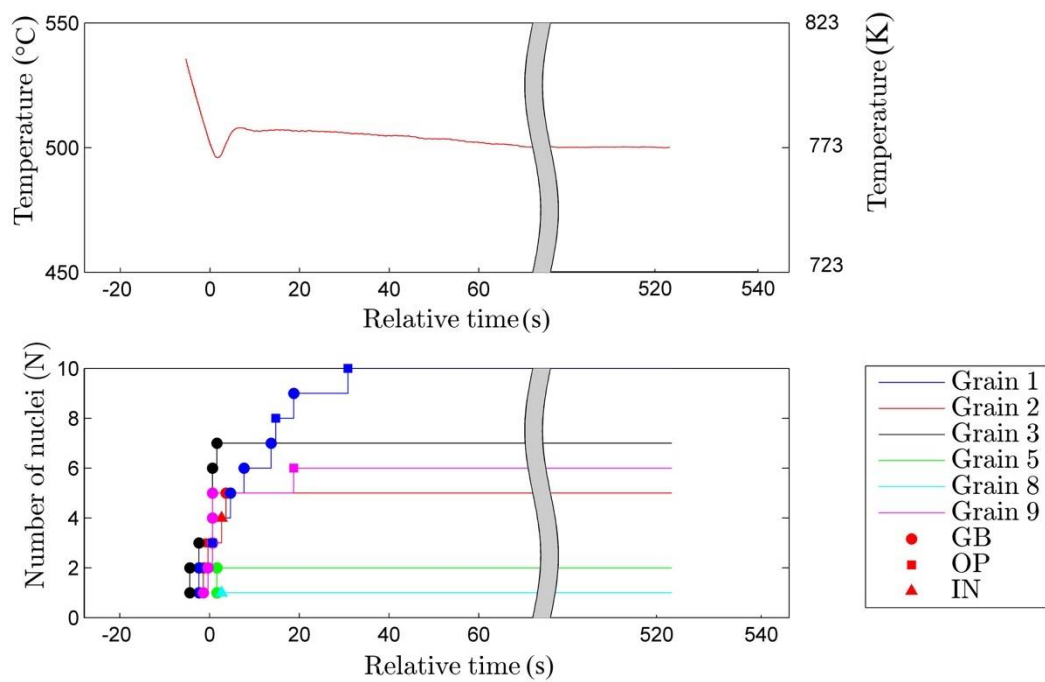 550
823
Temperature (°C)
500
773
Temperature (K)
450
723
-20 0 20 40 60 520 540
Relative time (s)
10
8
6
4
2
0
Number of nuclei (N)
-20 0 20 40 60 520 540
Relative time (s)
Grain 1
Grain 2
Grain 3
Grain 5
Grain 8
Grain 9
GB
OP
IN